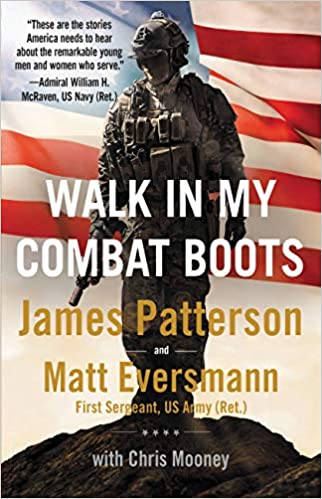 "These are the stories
America needs to hear
about the remarkable young
men and women who serve."
—Admiral William H.
McRaven, US Navy (Ret.)
WALK IN MY
COMBAT BOOTS
James Patterson
and
Matt Eversmann
First Sergeant, US Army (Ret.)
with Chris Mooney